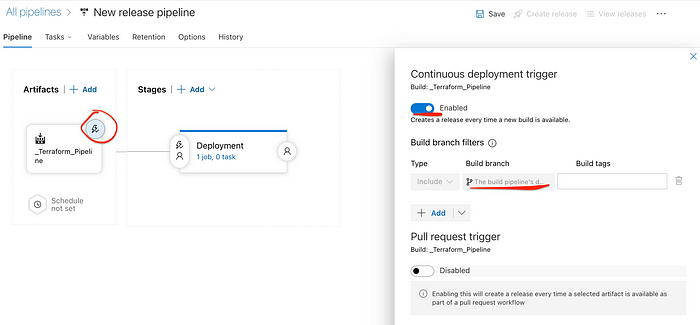 All pipelines > New release pipeline
Save Create release View releases ...
Pipeline Tasks Variables Retention Options History
Artifacts | + Add
Stages | + Add
_Terraform_Pipeli
ne
Schedule
not set
Deployment
1 job, 0 task
Continuous deployment trigger
Build: _Terraform_Pipeline
Enabled
Creates a release every time a new build is available.
Build branch filters
Type Build branch Build tags
Include The build pipeline's d...
+ Add
Pull request trigger
Build: _Terraform_Pipeline
Disabled
Enabling this will create a release every time a selected artifact is available as
part of a pull request workflow